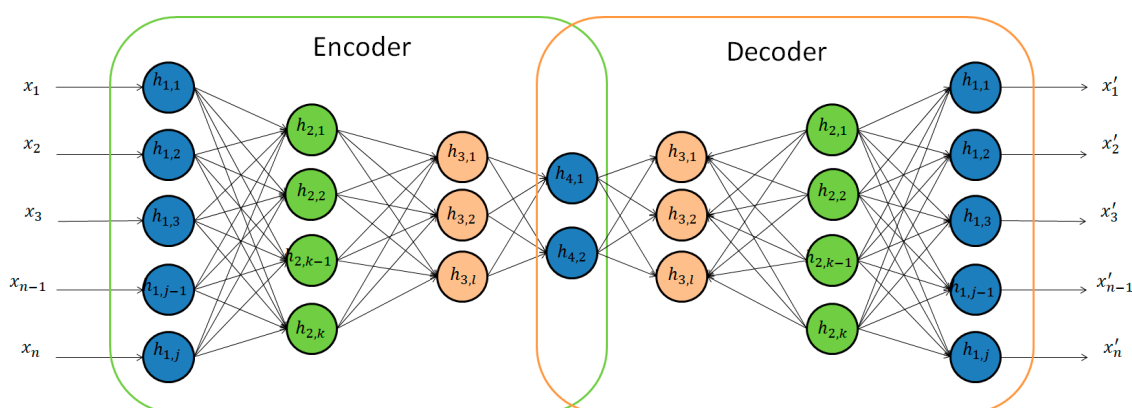 Encoder
Decoder
x₁
x₂
x₃
xₙ₋₁
xₙ
h₁,₁
h₁,₂
h₁,₃
h₁,ⱼ₋₁
h₁,ⱼ
h₂,₁
h₂,₂
h₂,ₖ₋₁
h₂,ₖ
h₃,₁
h₃,₂
h₃,ₗ
h₄,₁
h₄,₂
h₃,₁
h₃,₂
h₃,ₗ
h₂,₁
h₂,₂
h₂,ₖ₋₁
h₂,ₖ
h₁,₁
h₁,₂
h₁,₃
h₁,ⱼ₋₁
h₁,ⱼ
x′₁
x′₂
x′₃
x′ₙ₋₁
x′ₙ